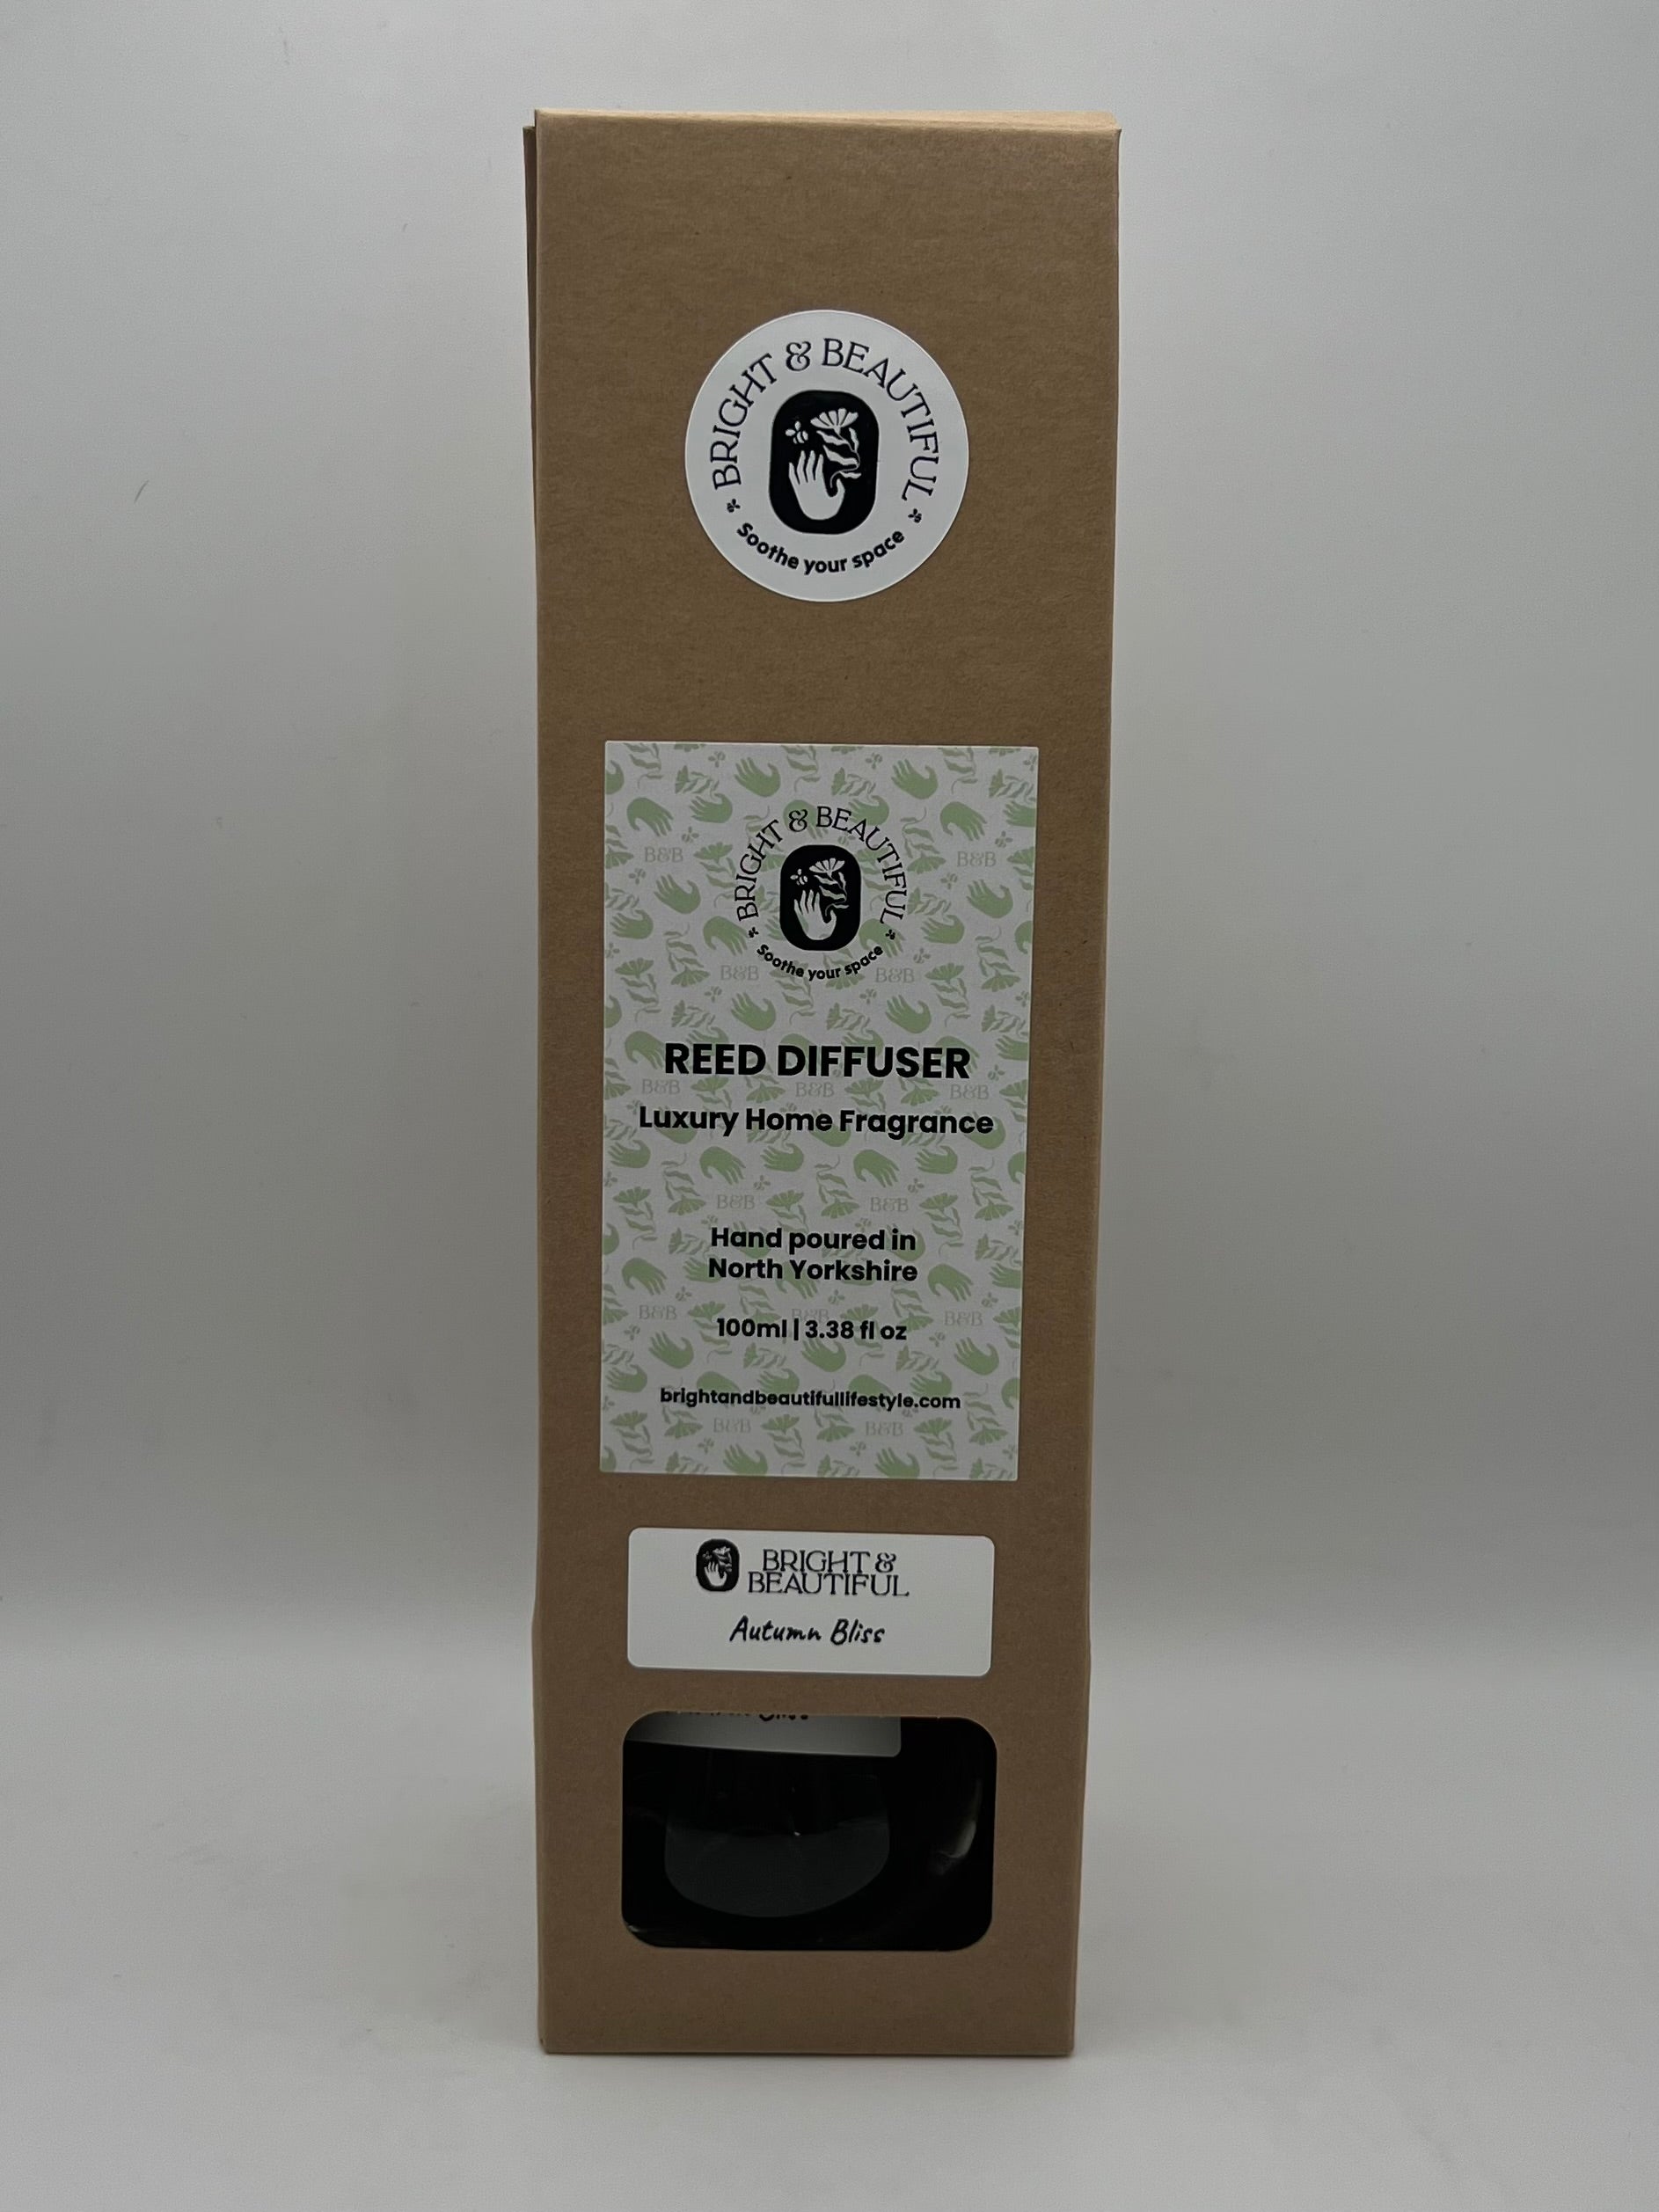 BRIGHT & BEAUTIFUL
Soothe your space
BRIGHT & BEAUTIFUL
Soothe your space
REED DIFFUSER
Luxury Home Fragrance
Hand poured in
North Yorkshire
100ml | 3.38 fl oz
brightandbeautifullifestyle.com
B&B B&B
B&B B&B
B&B B&B B&B
B&B B&B
B&B B&B B&B
B&B B&B
BRIGHT &
BEAUTIFUL
Autumn Bliss
Bliss